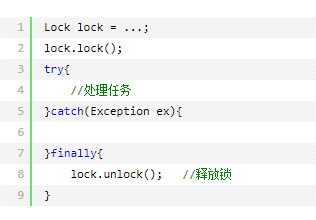 1 Lock lock = ...;
2 lock.lock();
3 try{
4     //处理任务
5 }catch(Exception ex){
6
7 }finally{
8     lock.unlock();   //释放锁
9 }